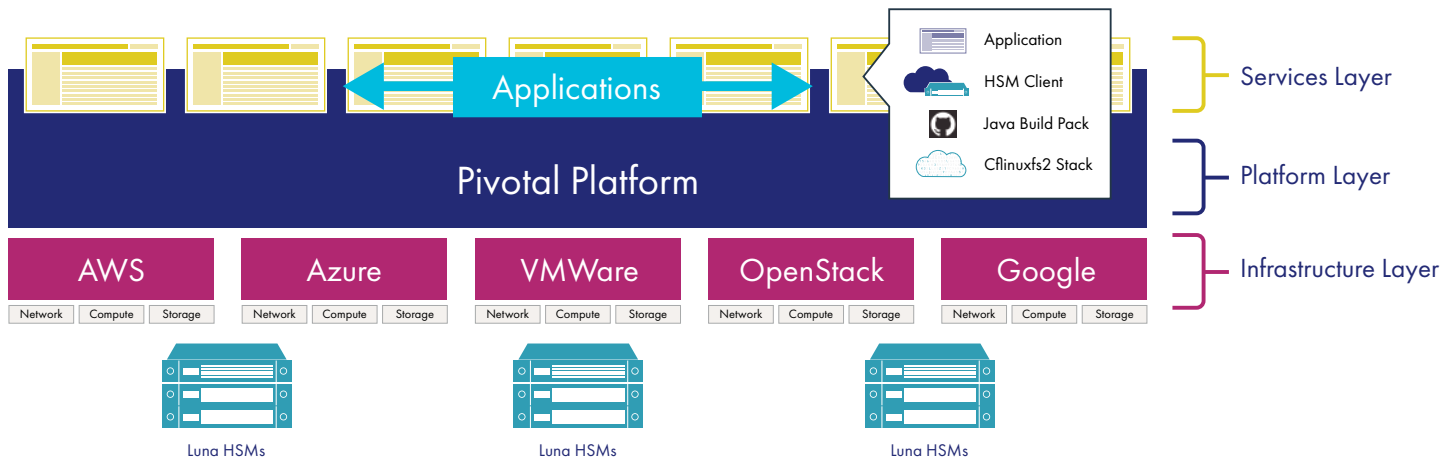 Application
HSM Client
Java Build Pack
Cflinuxfs2 Stack
Applications
Services Layer
Pivotal Platform
Platform Layer
AWS
Azure
VMWare
OpenStack
Google
Infrastructure Layer
Network Compute Storage
Network Compute Storage
Network Compute Storage
Network Compute Storage
Network Compute Storage
Luna HSMs
Luna HSMs
Luna HSMs